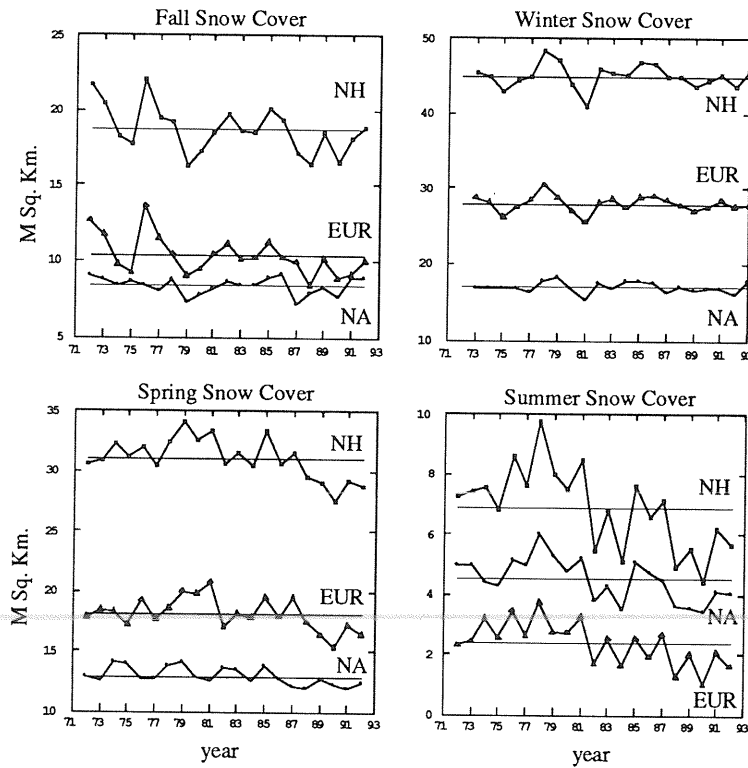 Fall Snow Cover
25
20
15
10
5
M Sq. Km.
NH
EUR
NA
71 73 75 77 79 81 83 85 87 89 91 93
Winter Snow Cover
50
40
30
20
10
NH
EUR
NA
71 73 75 77 79 81 83 85 87 89 91 93
Spring Snow Cover
35
30
25
20
15
10
M Sq. Km.
NH
EUR
NA
71 73 75 77 79 81 83 85 87 89 91 93
year
Summer Snow Cover
10
8
6
4
2
0
NH
NA
EUR
71 73 75 77 79 81 83 85 87 89 91 93
year